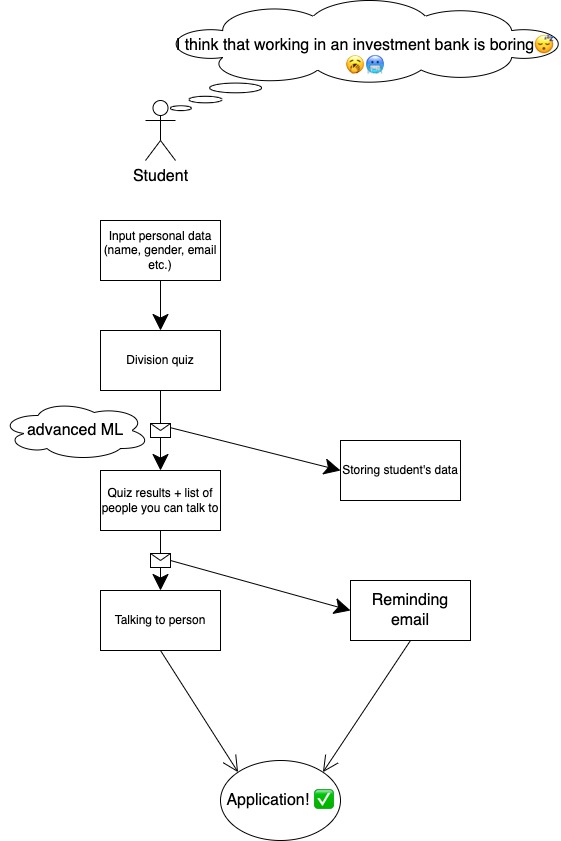 I think that working in an investment bank is boring😴
🥱🥶
Student
Input personal data
(name, gender, email
etc.)
Division quiz
advanced ML
Storing student's data
Quiz results + list of
people you can talk to
Talking to person
Reminding
email
Application! ✅